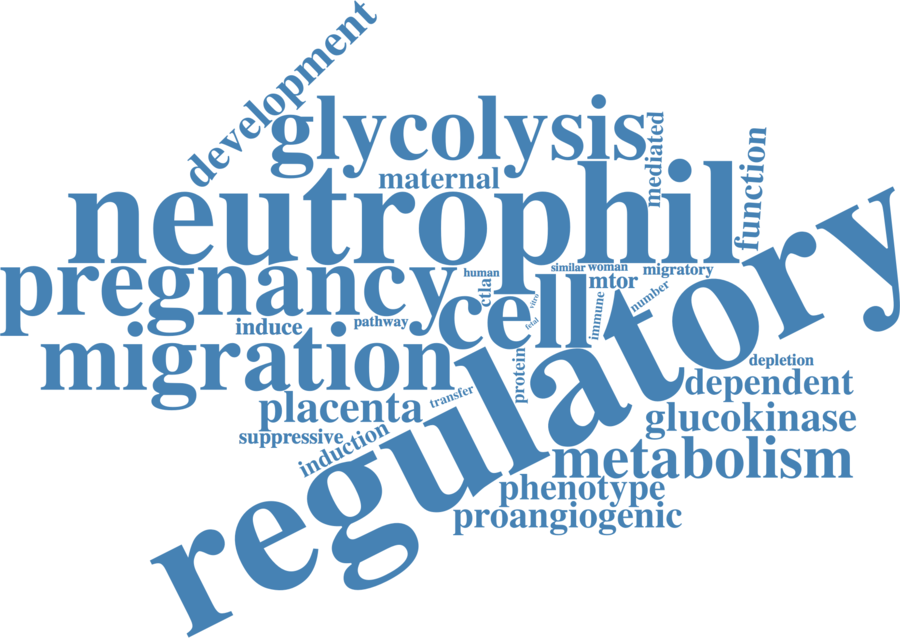 development
glycolysis
mediated
function
maternal
neutrophil
regulatory
pregnancy
human
ctla
similar
woman
migratory
mtor
number
cell
vitro
fetal
immune
induce
pathway
migration
protein
depletion
dependent
placenta
transfer
glucokinase
suppressive
induction
metabolism
phenotype
proangiogenic